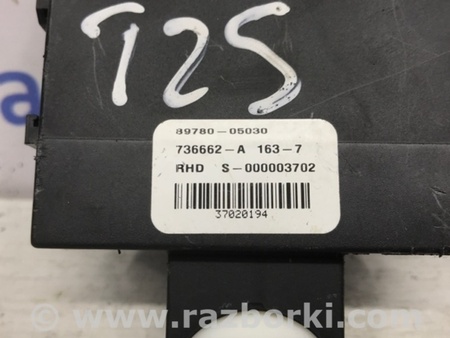 T25
89780-05030
736662-A 163-7
RHD S-000003702
37020194
www.razborki.com